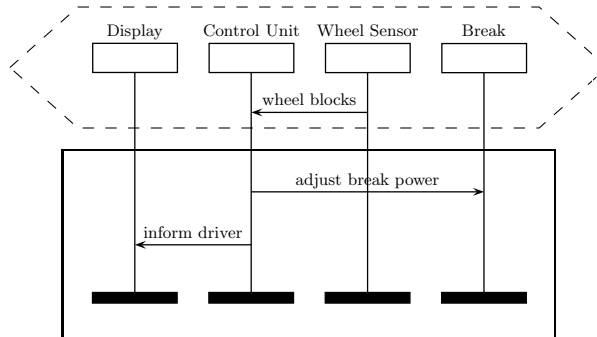 Display Control Unit Wheel Sensor Break
wheel blocks
adjust break power
inform driver